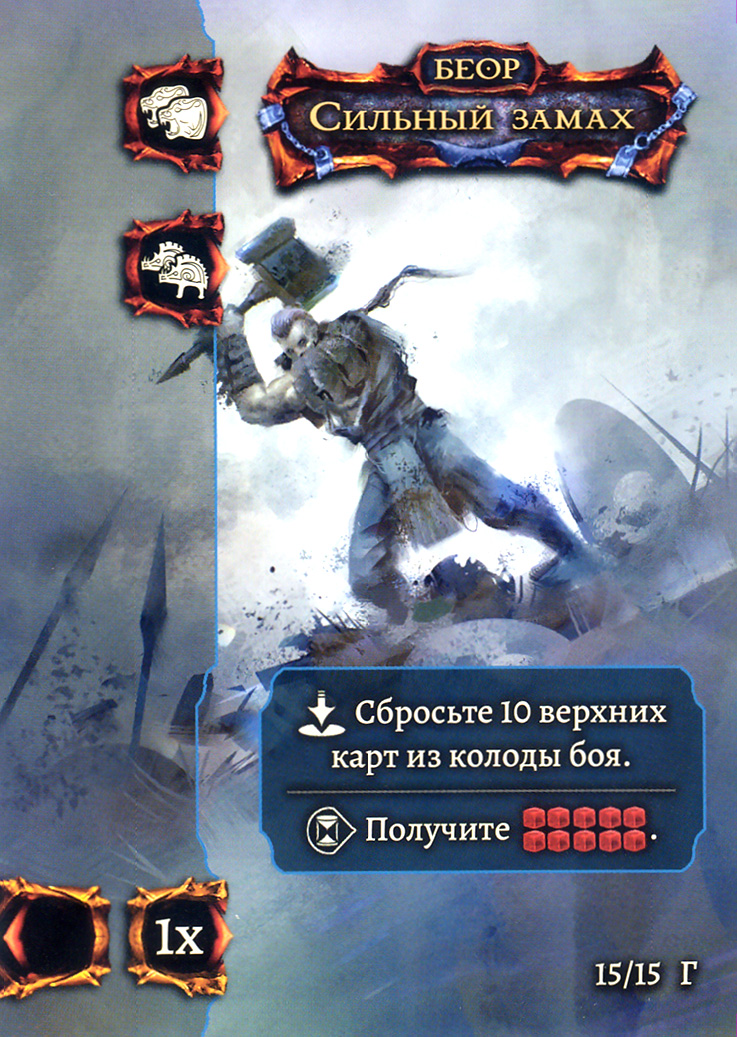 БЕОР
Сильный замах
Сбросьте 10 верхних
карт из колоды боя.
Получите .
1x
15/15 Г